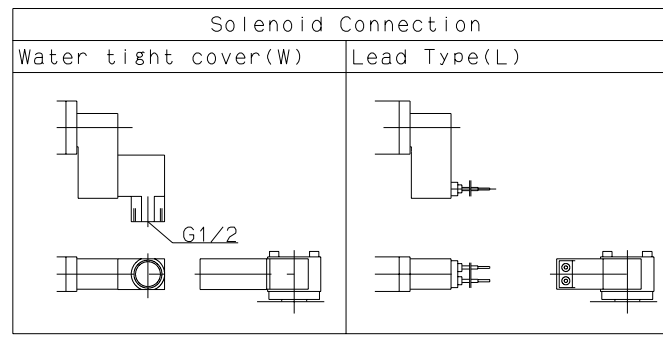 Solenoid Connection
Water tight cover(W)
Lead Type(L)
G1/2